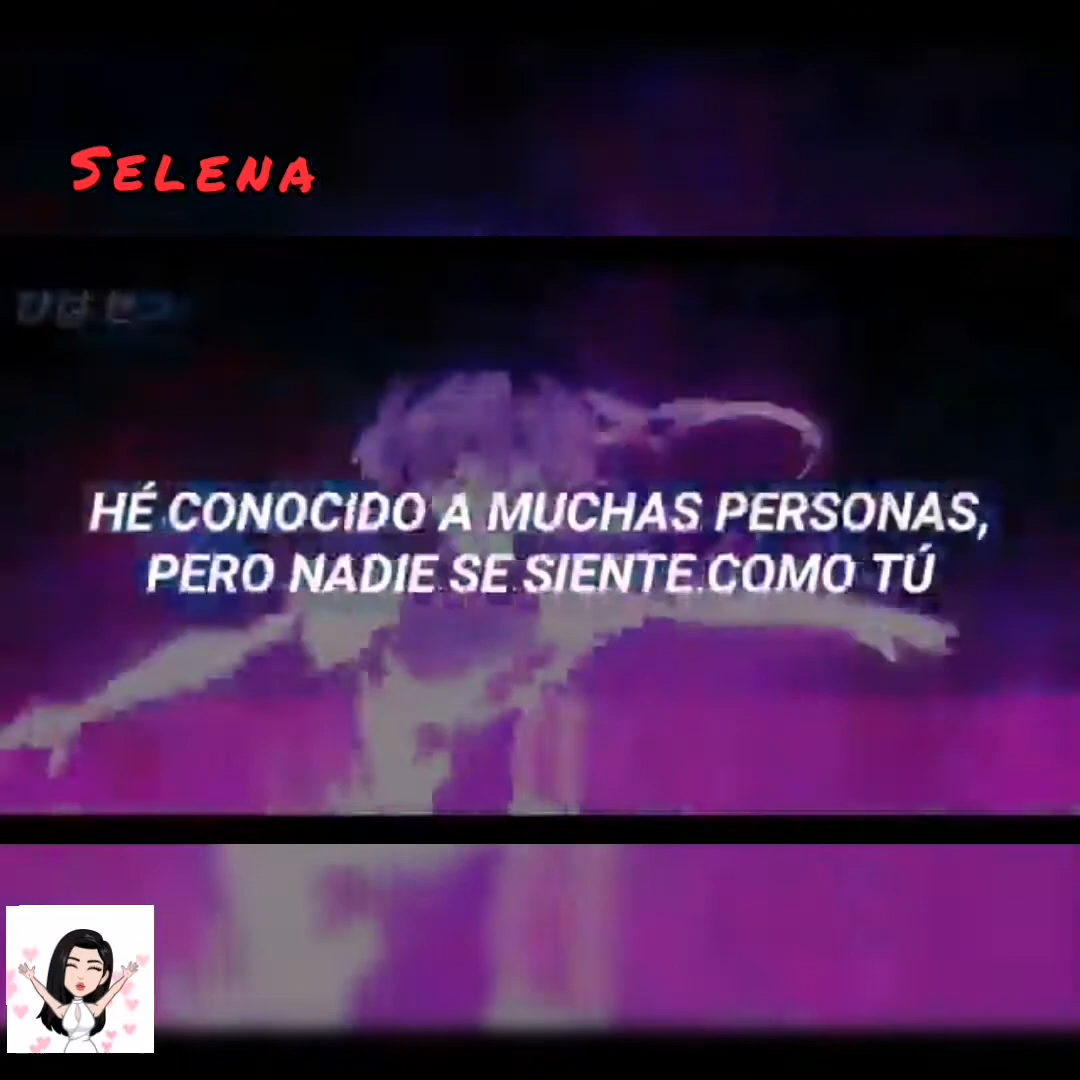 SELENA
HÉ CONOCIDO A MUCHAS PERSONAS,
PERO NADIE SE SIENTE COMO TÚ